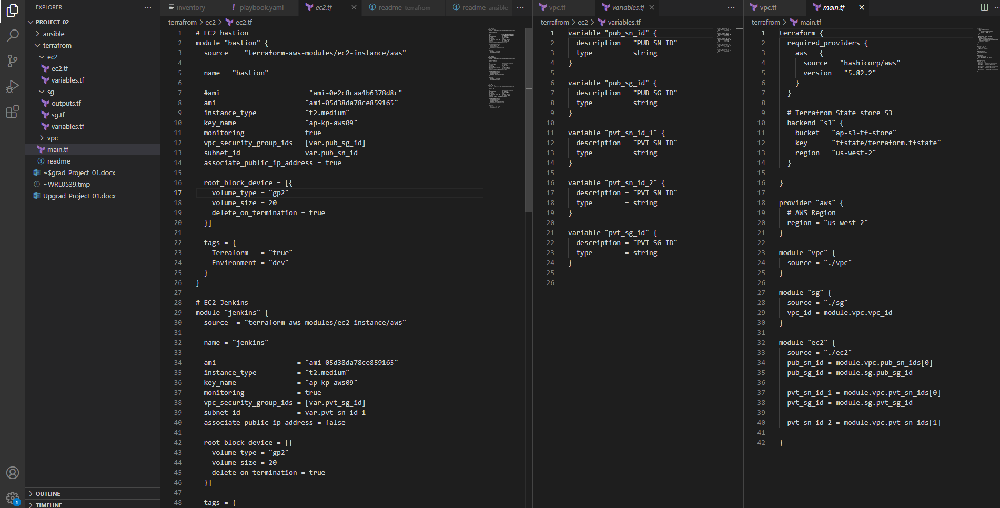 EXPLORER
PROJECT_02
ansible
terrafrom
ec2
ec2.tf
variables.tf
sg
outputs.tf
sg.tf
variables.tf
vpc
main.tf
readme
~$grad_Project_01.docx
~WRL0539.tmp
Upgrad_Project_01.docx
OUTLINE
TIMELINE
1
inventory
playbook.yaml
ec2.tf
readme terrafrom
readme ansible
terrafrom > ec2 > ec2.tf
1 # EC2 bastion
2 module "bastion" {
3 source = "terraform-aws-modules/ec2-instance/aws"
4
5 name = "bastion"
6
7 #ami = "ami-0e2c8caa4b6378d8c"
8 ami = "ami-05d38da78ce859165"
9 instance_type = "t2.medium"
10 key_name = "ap-kp-aws09"
11 monitoring = true
12 vpc_security_group_ids = [var.pub_sg_id]
13 subnet_id = var.pub_sn_id
14 associate_public_ip_address = true
15
16 root_block_device = [{
17 volume_type = "gp2"
18 volume_size = 20
19 delete_on_termination = true
20 }]
21
22 tags = {
23 Terraform = "true"
24 Environment = "dev"
25 }
26 }
27
28 # EC2 Jenkins
29 module "jenkins" {
30 source = "terraform-aws-modules/ec2-instance/aws"
31
32 name = "jenkins"
33
34 ami = "ami-05d38da78ce859165"
35 instance_type = "t2.medium"
36 key_name = "ap-kp-aws09"
37 monitoring = true
38 vpc_security_group_ids = [var.pvt_sg_id]
39 subnet_id = var.pvt_sn_id_1
40 associate_public_ip_address = false
41
42 root_block_device = [{
43 volume_type = "gp2"
44 volume_size = 20
45 delete_on_termination = true
46 }]
47
48 tags = {
vpc.tf
variables.tf
terrafrom > ec2 > variables.tf
1 variable "pub_sn_id" {
2 description = "PUB SN ID"
3 type = string
4 }
5
6 variable "pub_sg_id" {
7 description = "PUB SG ID"
8 type = string
9 }
10
11 variable "pvt_sn_id_1" {
12 description = "PVT SN ID"
13 type = string
14 }
15
16 variable "pvt_sn_id_2" {
17 description = "PVT SN ID"
18 type = string
19 }
20
21 variable "pvt_sg_id" {
22 description = "PVT SG ID"
23 type = string
24 }
25
26
vpc.tf
main.tf
terrafrom > main.tf
1 terraform {
2 required_providers {
3 aws = {
4 source = "hashicorp/aws"
5 version = "5.82.2"
6 }
7 }
8
9 # Terrafrom State store S3
10 backend "s3" {
11 bucket = "ap-s3-tf-store"
12 key = "tfstate/terraform.tfstate"
13 region = "us-west-2"
14 }
15
16 }
17
18 provider "aws" {
19 # AWS Region
20 region = "us-west-2"
21 }
22
23 module "vpc" {
24 source = "./vpc"
25 }
26
27 module "sg" {
28 source = "./sg"
29 vpc_id = module.vpc.vpc_id
30 }
31
32 module "ec2" {
33 source = "./ec2"
34 pub_sn_id = module.vpc.pub_sn_ids[0]
35 pub_sg_id = module.sg.pub_sg_id
36
37 pvt_sn_id_1 = module.vpc.pvt_sn_ids[0]
38 pvt_sg_id = module.sg.pvt_sg_id
39
40 pvt_sn_id_2 = module.vpc.pvt_sn_ids[1]
41
42 }